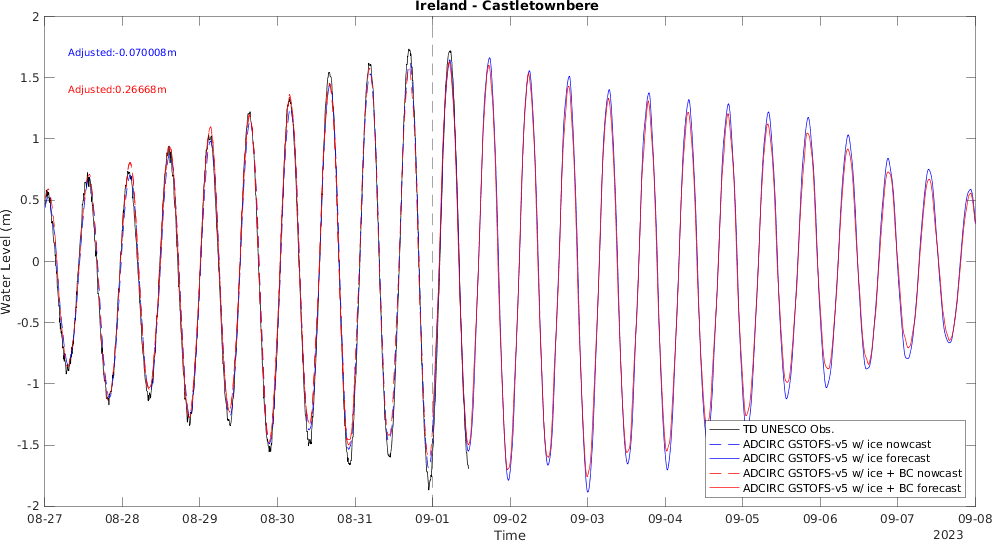 Ireland - Castletownbere
Adjusted:-0.070008m
Adjusted:0.26668m
Water Level (m)
2
1.5
1
0.5
0
-0.5
-1
-1.5
-2
TD UNESCO Obs.
ADCIRC GSTOFS-v5 w/ ice nowcast
ADCIRC GSTOFS-v5 w/ ice forecast
ADCIRC GSTOFS-v5 w/ ice + BC nowcast
ADCIRC GSTOFS-v5 w/ ice + BC forecast
08-27 08-28 08-29 08-30 08-31 09-01 09-02 09-03 09-04 09-05 09-06 09-07 09-08
Time
2023